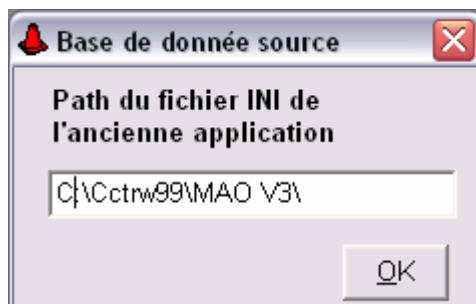 Base de donnée source
Path du fichier INI de
l'ancienne application
C:\Cctrw99\MAO V3\
OK